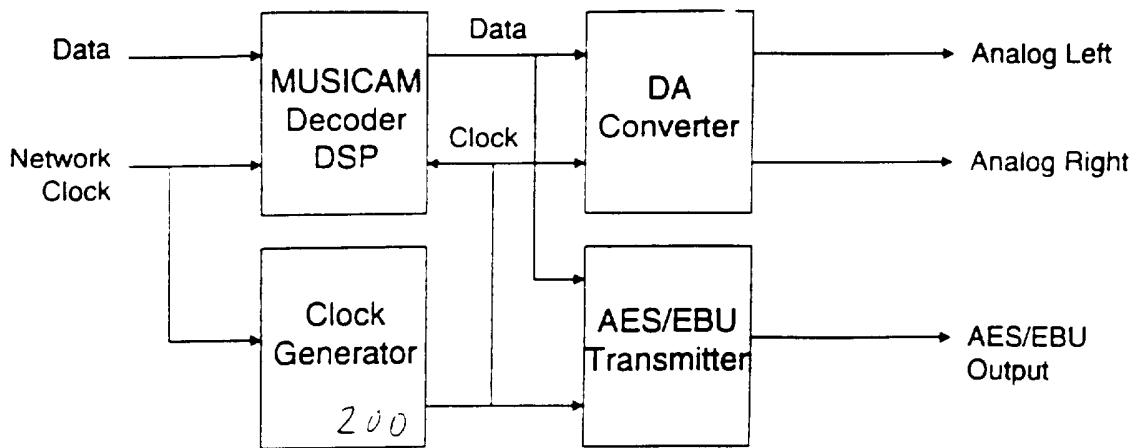 Data
MUSICAM
Decoder
DSP
Data
DA
Converter
Analog Left
Network
Clock
Clock
Analog Right
Clock
Generator
200
AES/EBU
Transmitter
AES/EBU
Output